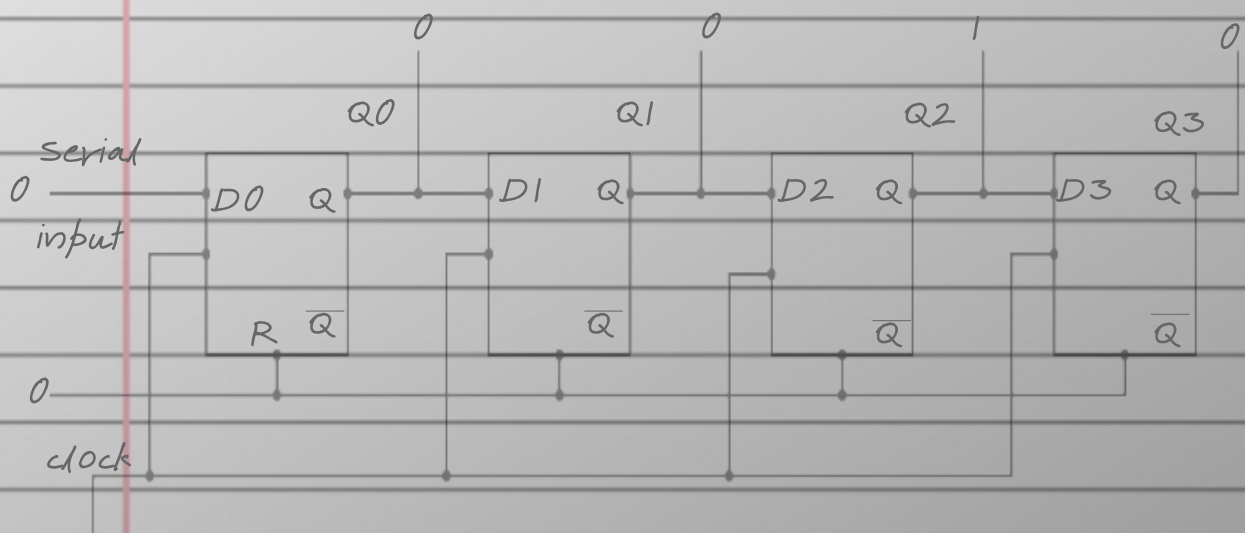 0 0 1 0
Q0 Q1 Q2 Q3
serial
0 D0 Q D1 Q D2 Q D3 Q
input
R Q̅ Q̅ Q̅ Q̅
0
clock